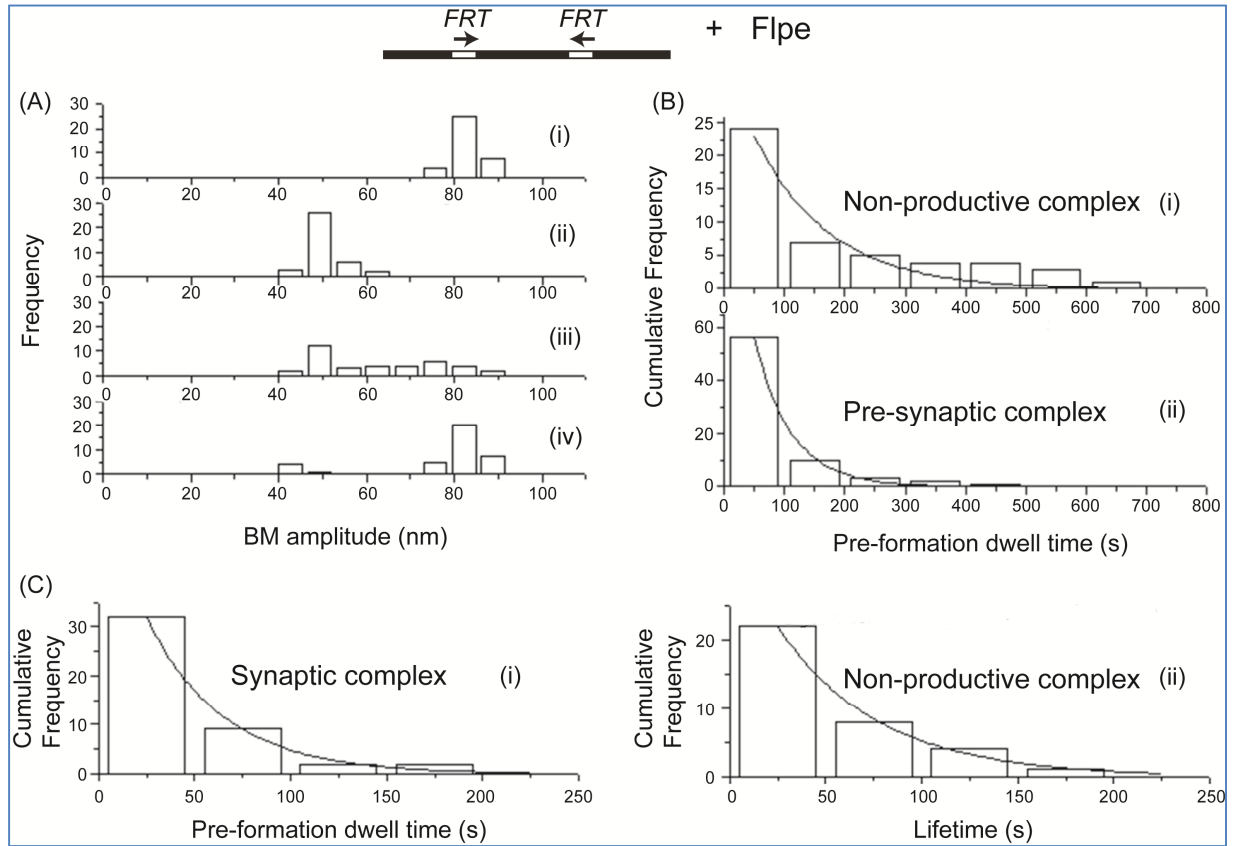 FRT FRT + Flpe
(A)
30
20
10
0
0 20 40 60 80 100
(i)
30
20
10
0
0 20 40 60 80 100
(ii)
30
20
10
0
0 20 40 60 80 100
(iii)
30
20
10
0
0 20 40 60 80 100
(iv)
Frequency
BM amplitude (nm)
(B)
25
20
15
10
5
0
0 100 200 300 400 500 600 700 800
Non-productive complex (i)
60
40
20
0
0 100 200 300 400 500 600 700 800
Pre-synaptic complex (ii)
Cumulative Frequency
Pre-formation dwell time (s)
(C)
Cumulative
Frequency
30
20
10
0
0 50 100 150 200 250
Synaptic complex (i)
Pre-formation dwell time (s)
Cumulative
Frequency
20
10
0
0 50 100 150 200 250
Non-productive complex (ii)
Lifetime (s)